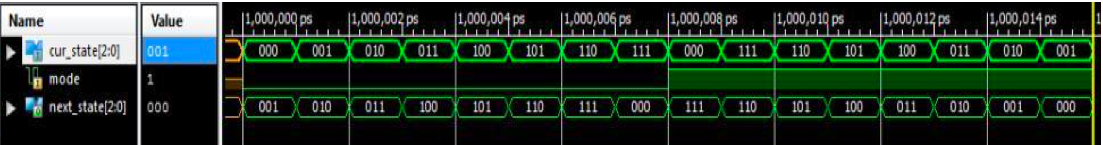 Name Value 1,000,000 ps 1,000,002 ps 1,000,004 ps 1,000,006 ps 1,000,008 ps 1,000,010 ps 1,000,012 ps 1,000,014 ps 1
cur_state[2:0] 001 000 001 010 011 100 101 110 111 000 111 110 101 100 011 010 001
mode 1
next_state[2:0] 000 001 010 011 100 101 110 111 000 111 110 101 100 011 010 001 000